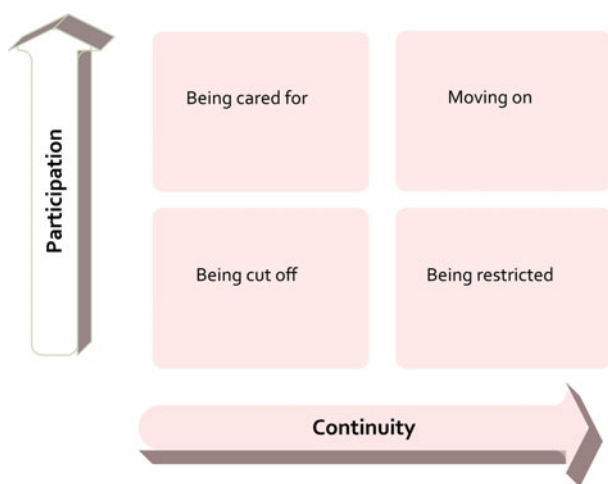 Participation
Being cared for
Moving on
Being cut off
Being restricted
Continuity